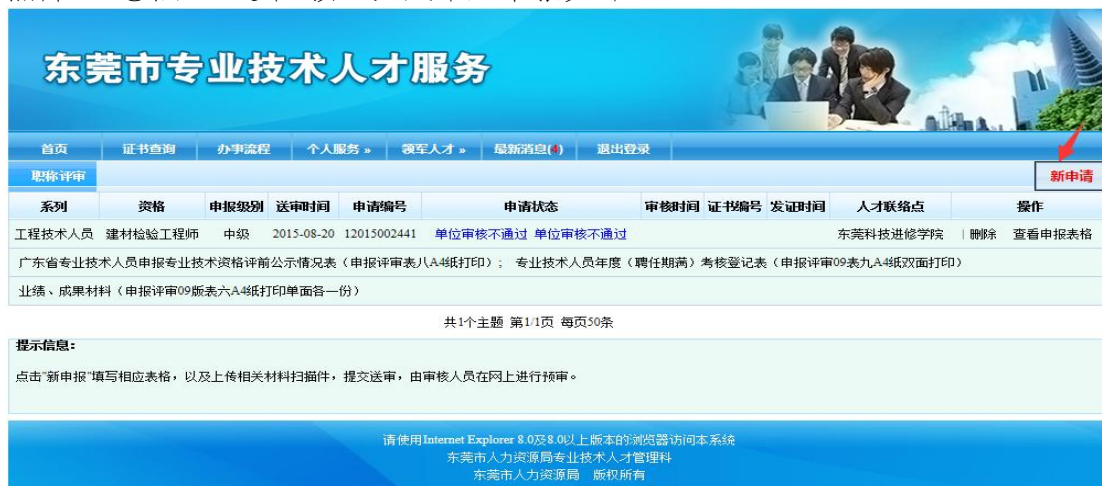 东莞市专业技术人才服务
首页 证书查询 办事流程 个人服务 » 领军人才 » 最新消息(4) 退出登录
职称评审 新申请
系列 资格 申报级别 送审时间 申请编号 申请状态 审核时间 证书编号 发证时间 人才联络点 操作
工程技术人员 建材检验工程师 中级 2015-08-20 12015002441 单位审核不通过 单位审核不通过 东莞科技进修学院 | 删除 查看申报表格
广东省专业技术人员申报专业技术资格评前公示情况表(申报评审表八A4纸打印); 专业技术人员年度(聘任期满)考核登记表(申报评审09表九A4纸双面打印)
业绩、成果材料(申报评审09版表六A4纸打印单面各一份)
共1个主题 第1/1页 每页50条
提示信息:
点击"新申报"填写相应表格,以及上传相关材料扫描件,提交送审,由审核人员在网上进行预审。
请使用Internet Explorer 8.0及8.0以上版本的浏览器访问本系统
东莞市人力资源局专业技术人才管理科
东莞市人力资源局 版权所有